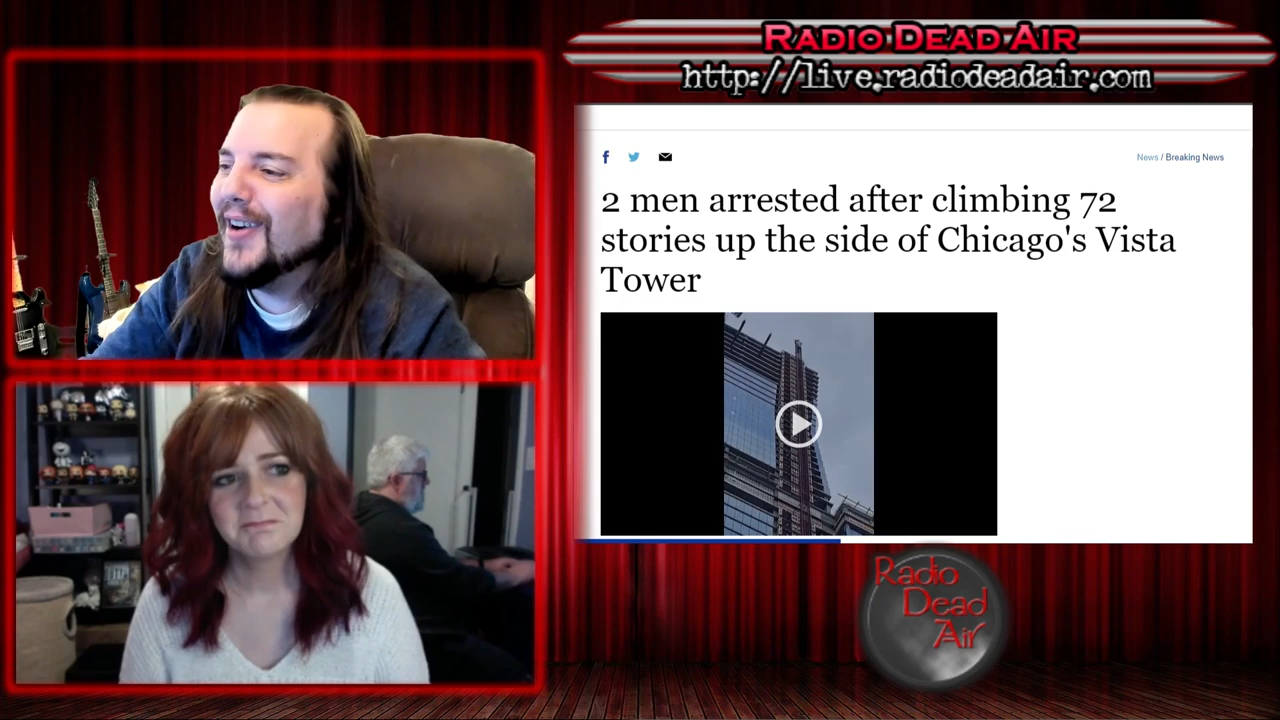 RADIO DEAD AIR
http://live.radiodeadair.com
News / Breaking News
2 men arrested after climbing 72
stories up the side of Chicago's Vista
Tower
Radio
Dead
Air